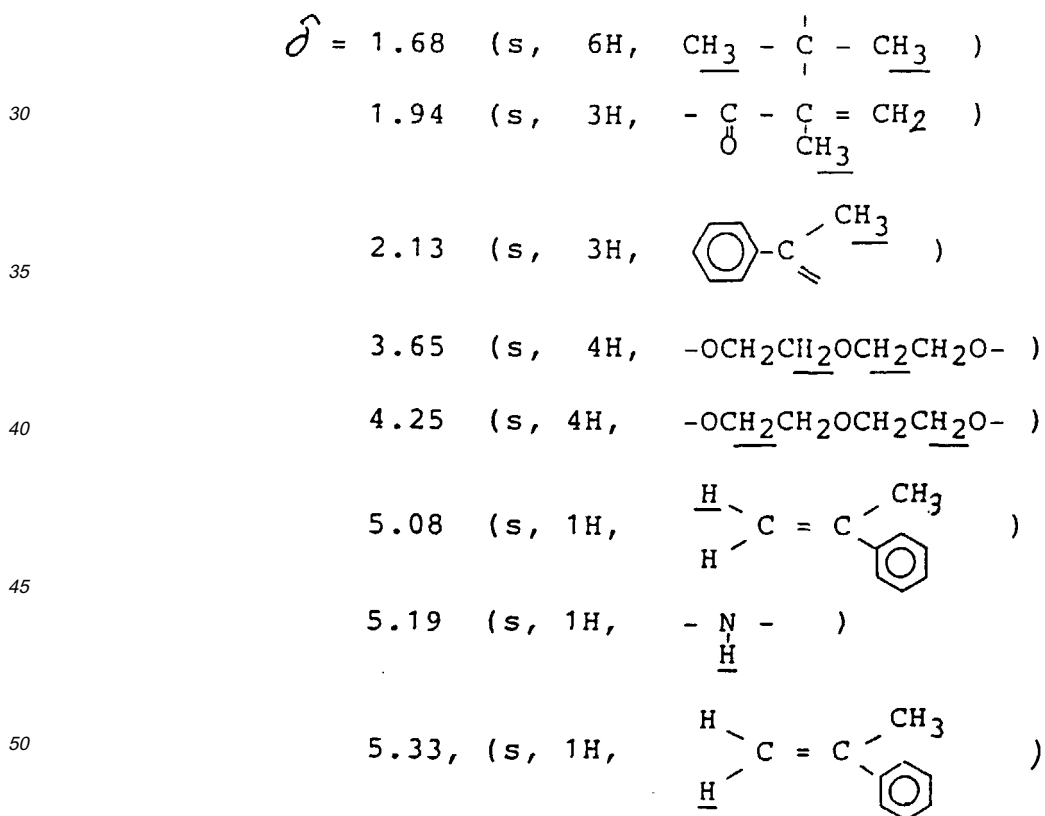 δ = 1.68 (s, 6H, CH3 - C - CH3 )
30 1.94 (s, 3H, - C - C = CH2 )
O CH3
CH3
35 2.13 (s, 3H, C )
3.65 (s, 4H, -OCH2CH2OCH2CH2O- )
40 4.25 (s, 4H, -OCH2CH2OCH2CH2O- )
H CH3
5.08 (s, 1H, C = C )
H
45
5.19 (s, 1H, - N - )
H
H CH3
50 5.33, (s, 1H, C = C )
H